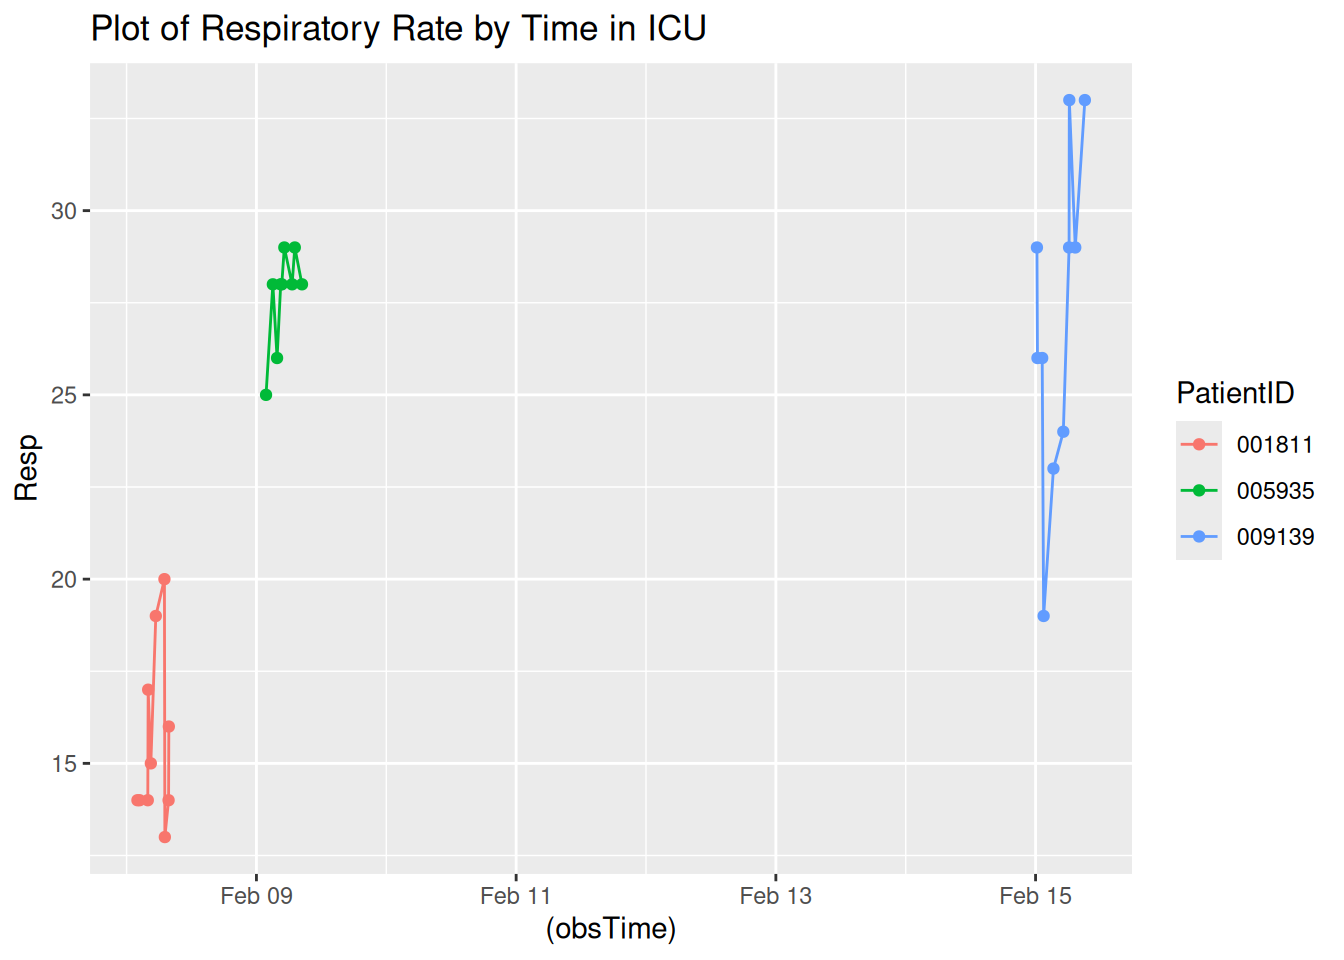 Plot of Respiratory Rate by Time in ICU
Resp
30
25
20
15
Feb 09 Feb 11 Feb 13 Feb 15
(obsTime)
PatientID
001811
005935
009139